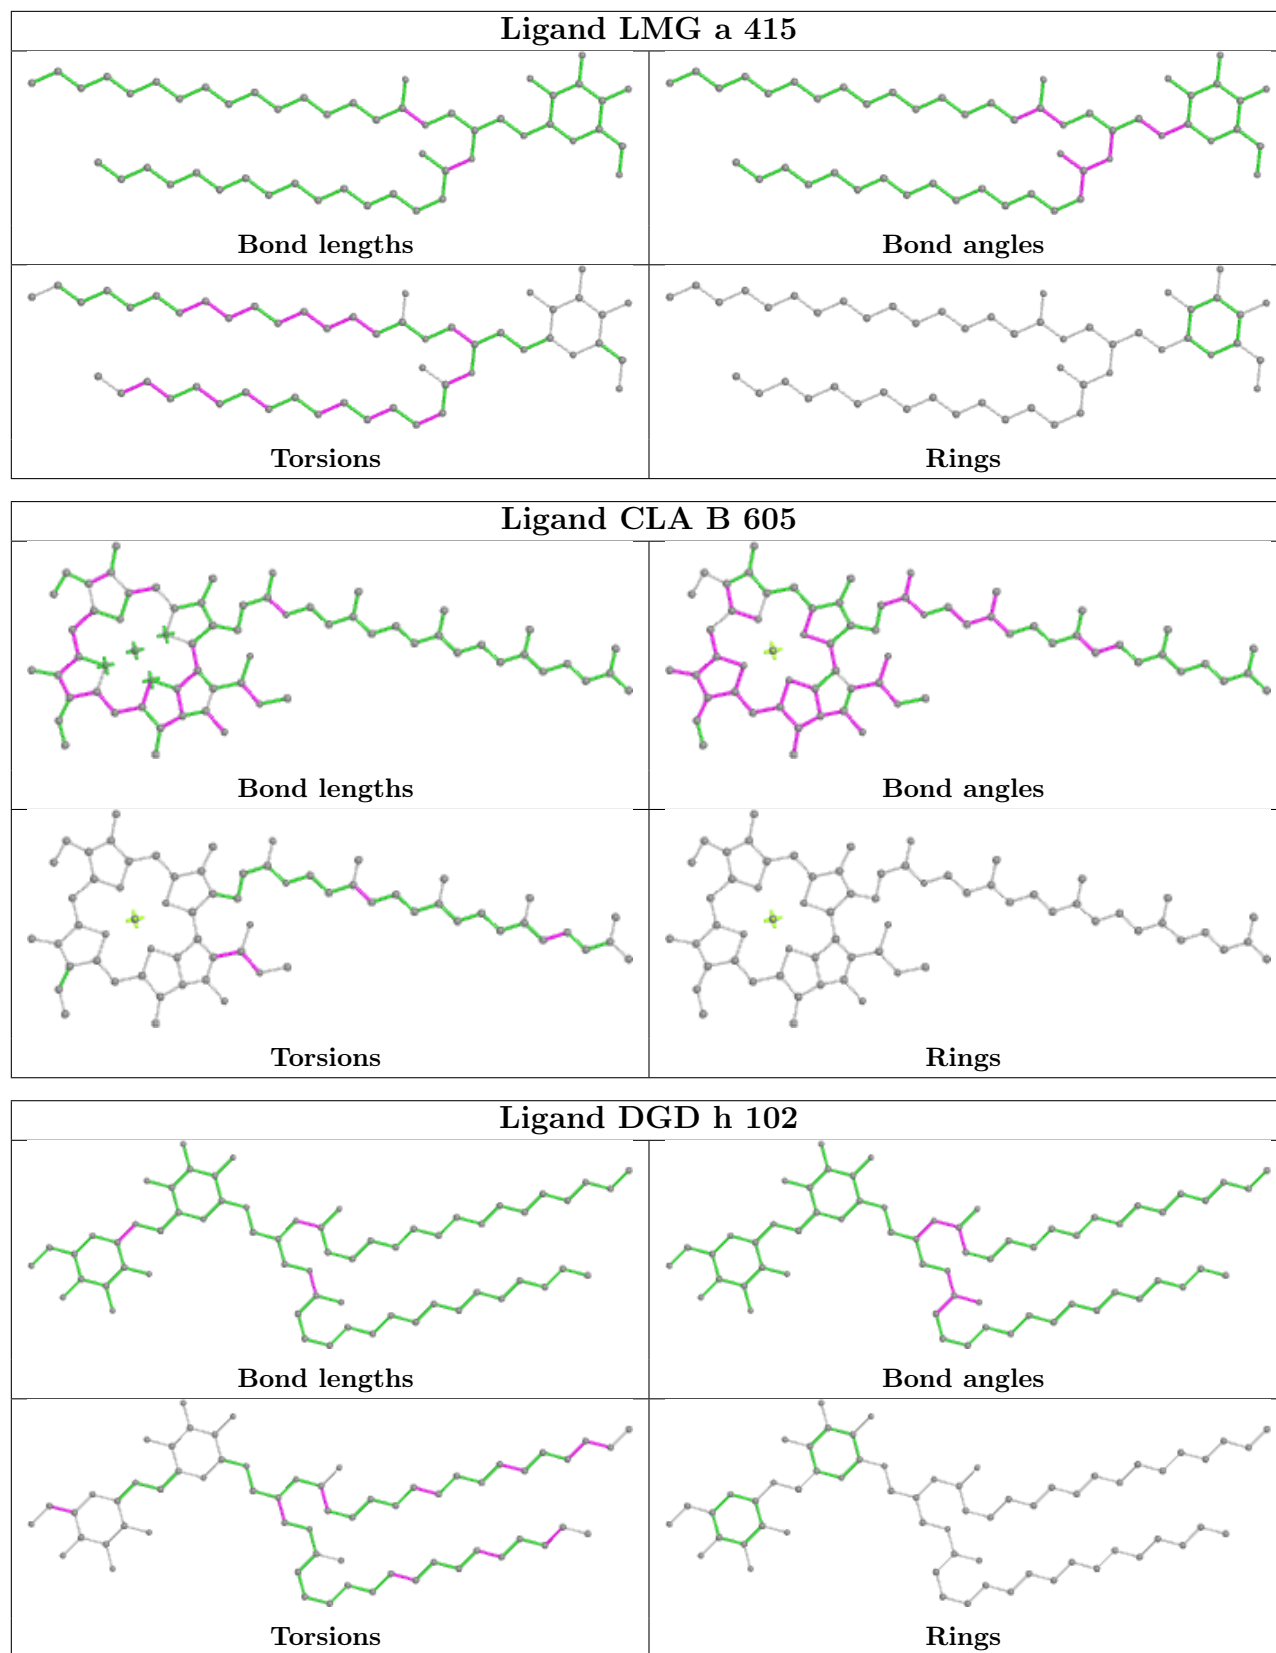 Ligand LMG a 415
Bond lengths
Bond angles
Torsions
Rings
Ligand CLA B 605
Bond lengths
Bond angles
Torsions
Rings
Ligand DGD h 102
Bond lengths
Bond angles
Torsions
Rings